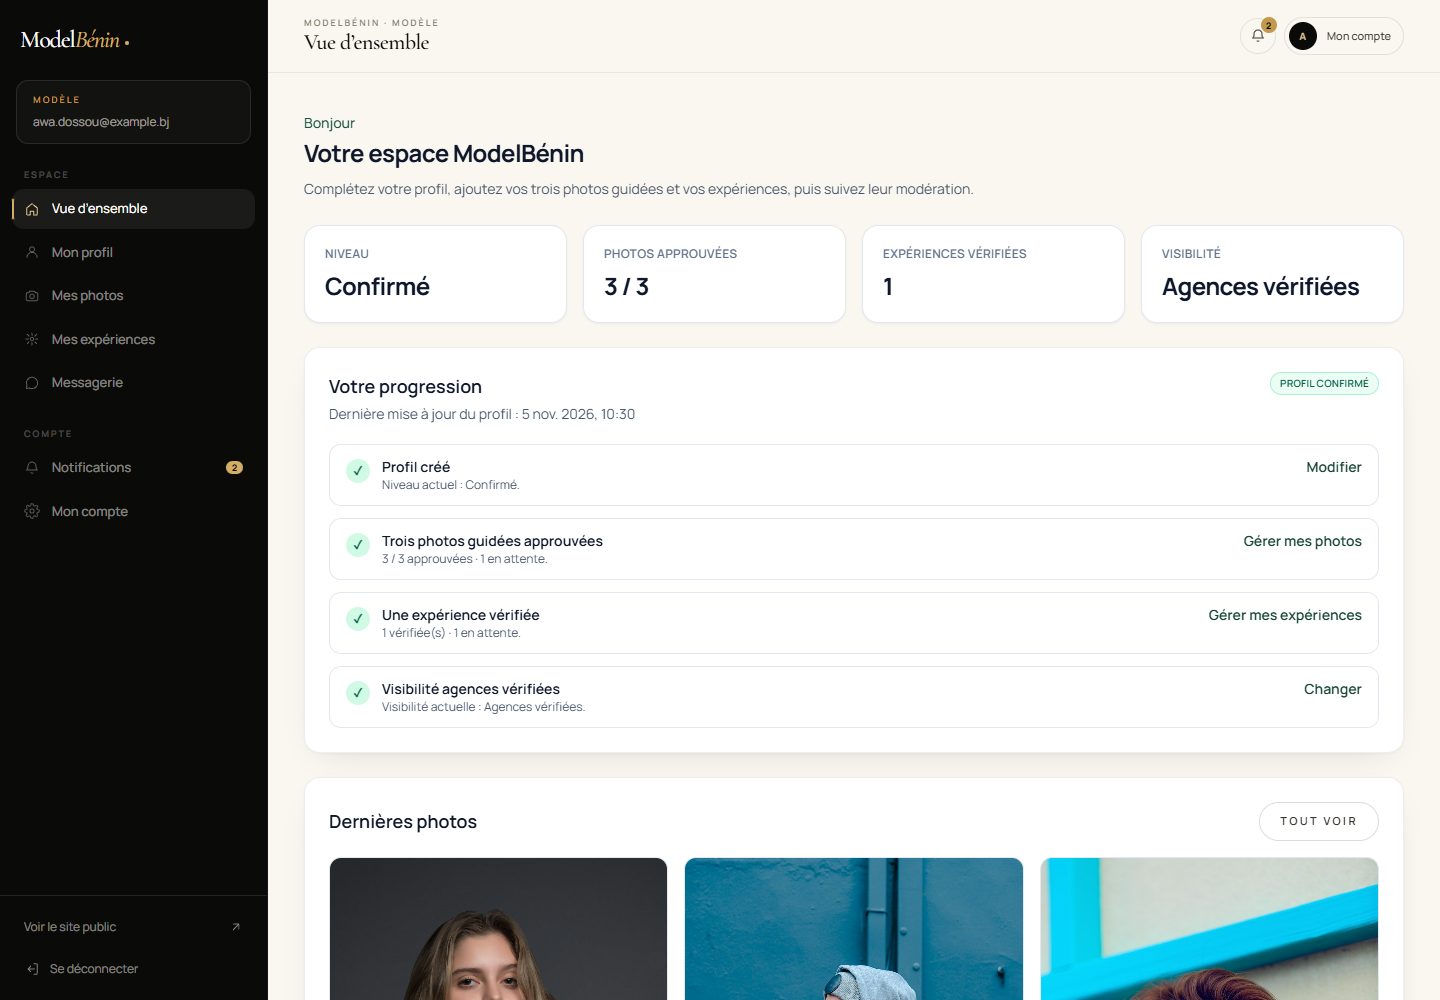 ModelBénin
MODÈLE
awa.dossou@example.bj
ESPACE
Vue d'ensemble
Mon profil
Mes photos
Mes expériences
Messagerie
COMPTE
Notifications
2
Mon compte
Voir le site public
Se déconnecter
MODELBÉNIN · MODÈLE
Vue d'ensemble
2
A
Mon compte
Bonjour
Votre espace ModelBénin
Complétez votre profil, ajoutez vos trois photos guidées et vos expériences, puis suivez leur modération.
NIVEAU
Confirmé
PHOTOS APPROUVÉES
3 / 3
EXPÉRIENCES VÉRIFIÉES
1
VISIBILITÉ
Agences vérifiées
Votre progression
PROFIL CONFIRMÉ
Dernière mise à jour du profil : 5 nov. 2026, 10:30
Profil créé
Modifier
Niveau actuel : Confirmé.
Trois photos guidées approuvées
Gérer mes photos
3 / 3 approuvées · 1 en attente.
Une expérience vérifiée
Gérer mes expériences
1 vérifiée(s) · 1 en attente.
Visibilité agences vérifiées
Changer
Visibilité actuelle : Agences vérifiées.
Dernières photos
TOUT VOIR